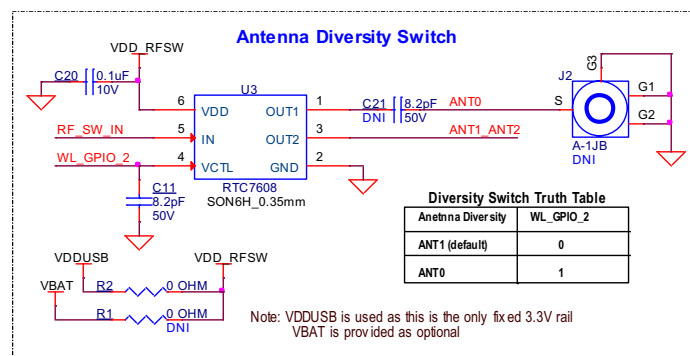 Antenna Diversity Switch
VDD_RFSW
C20
0.1uF
10V
U3
6
VDD
OUT1
1
C21
8.2pF
DNI
50V
ANT0
J2
S
G3
G1
G2
A-1JB
DNI
RF_SW_IN
5
IN
OUT2
3
ANT1_ANT2
WL_GPIO_2
4
VCTL
GND
2
RTC7608
SON6H_0.35mm
C11
8.2pF
50V
Diversity Switch Truth Table
Anetnna Diversity WL_GPIO_2
ANT1 (default) 0
ANT0 1
VDDUSB
VDD_RFSW
VBAT
R2
0 OHM
R1
0 OHM
DNI
Note: VDDUSB is used as this is the only fixed 3.3V rail
VBAT is provided as optional